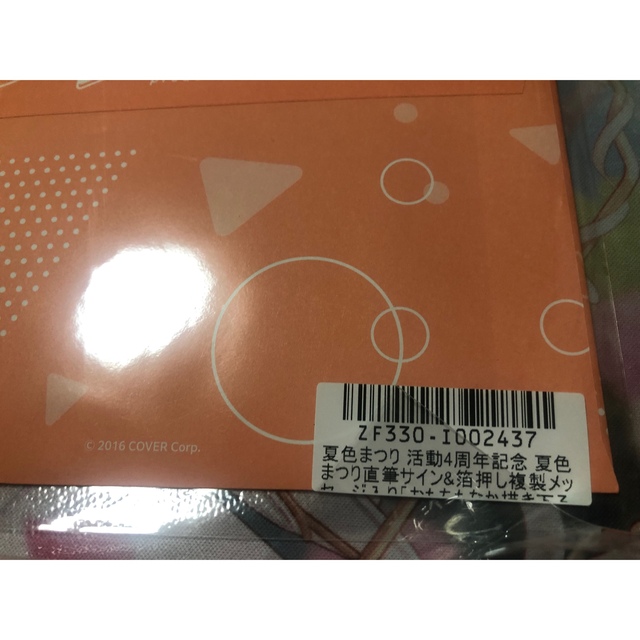 © 2016 COVER Corp.
ZF330-I002437
夏色まつり 活動4周年記念 夏色
まつり直筆サイン&箔押し複製メッ